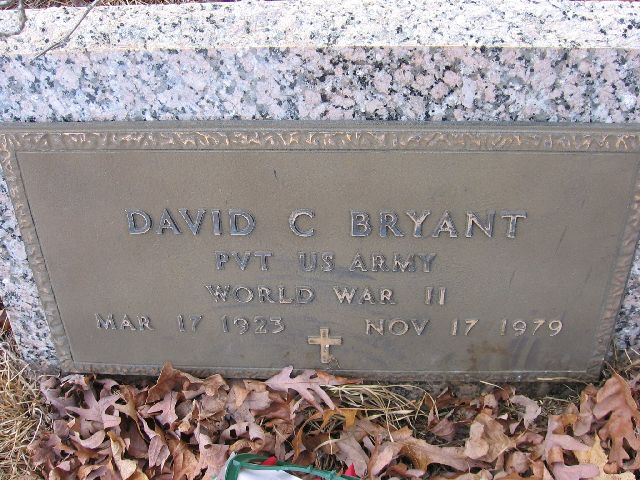 DAVID C BRYANT
PVT US ARMY
WORLD WAR II
MAR 17 1923 NOV 17 1979